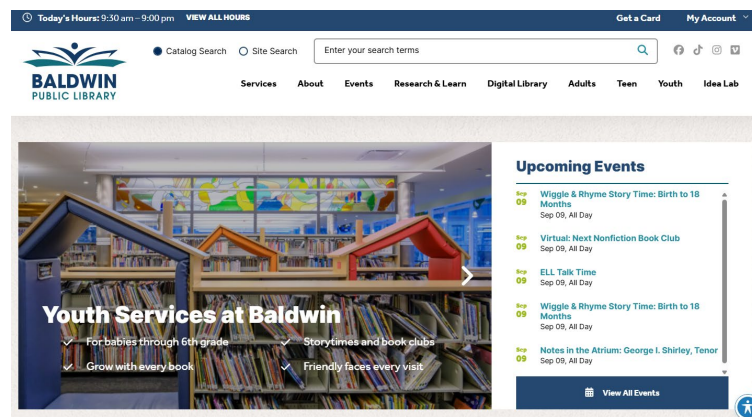 Today's Hours: 9:30 am – 9:00 pm VIEW ALL HOURS
Get a Card My Account
BALDWIN
PUBLIC LIBRARY
Catalog Search Site Search Enter your search terms
Services About Events Research & Learn Digital Library Adults Teen Youth Idea Lab
Youth Services at Baldwin
For babies through 6th grade
Storytimes and book clubs
Grow with every book
Friendly faces every visit
Upcoming Events
Sep
09
Wiggle & Rhyme Story Time: Birth to 18
Months
Sep 09, All Day
Sep
09
Virtual: Next Nonfiction Book Club
Sep 09, All Day
Sep
09
ELL Talk Time
Sep 09, All Day
Sep
09
Wiggle & Rhyme Story Time: Birth to 18
Months
Sep 09, All Day
Sep
09
Notes in the Atrium: George I. Shirley, Tenor
Sep 09, All Day
View All Events